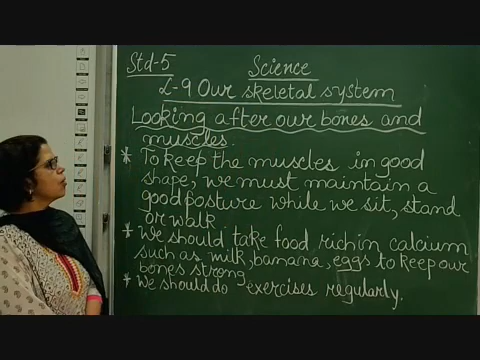 Std-5 Science
L-9 Our skeletal system
Looking after our bones and
muscles.
* To keep the muscles in good
shape, we must maintain a
good posture while we sit, stand
or walk
* We should take food rich in calcium
such as milk, banana, eggs to keep our
bones strong
* We should do exercises regularly.